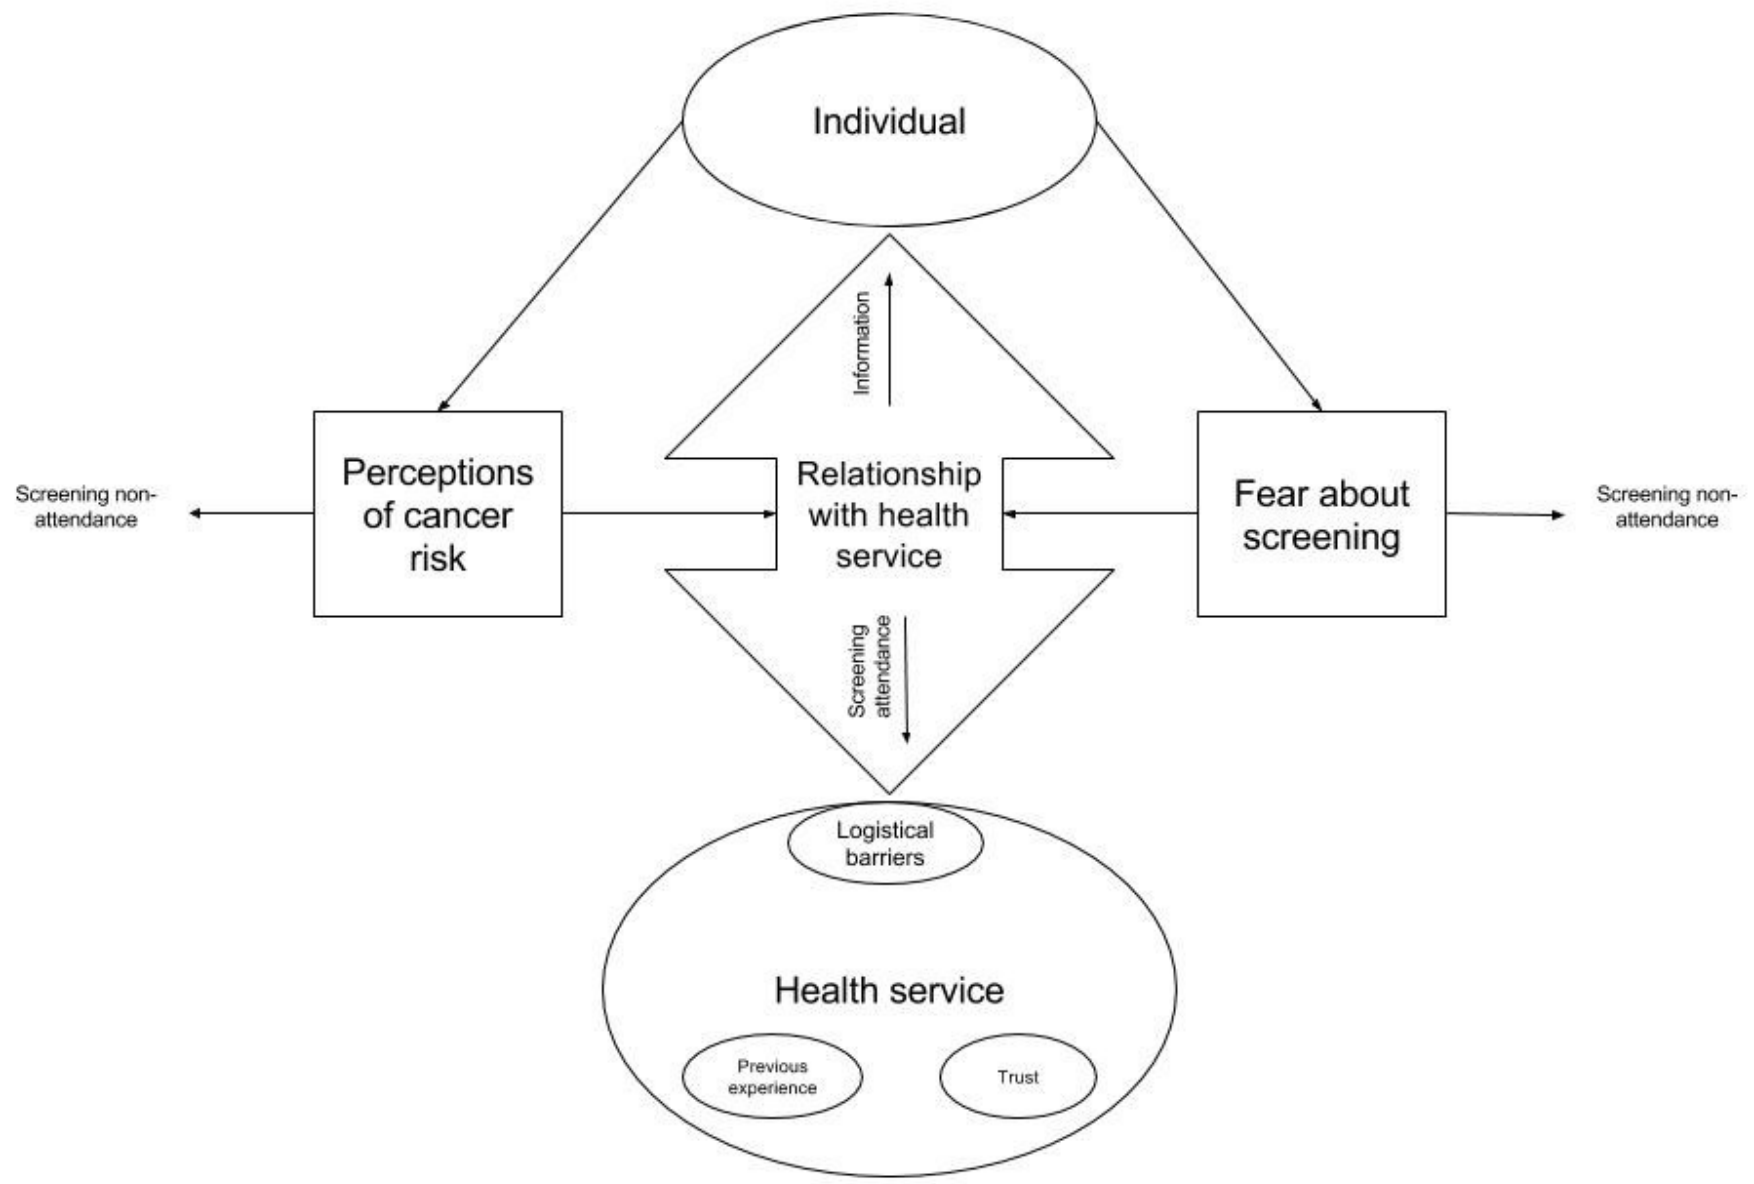 Individual
Information
Perceptions
of cancer
risk
Screening non-
attendance
Relationship
with health
service
Fear about
screening
Screening non-
attendance
Screening
attendance
Logistical
barriers
Health service
Previous
experience
Trust